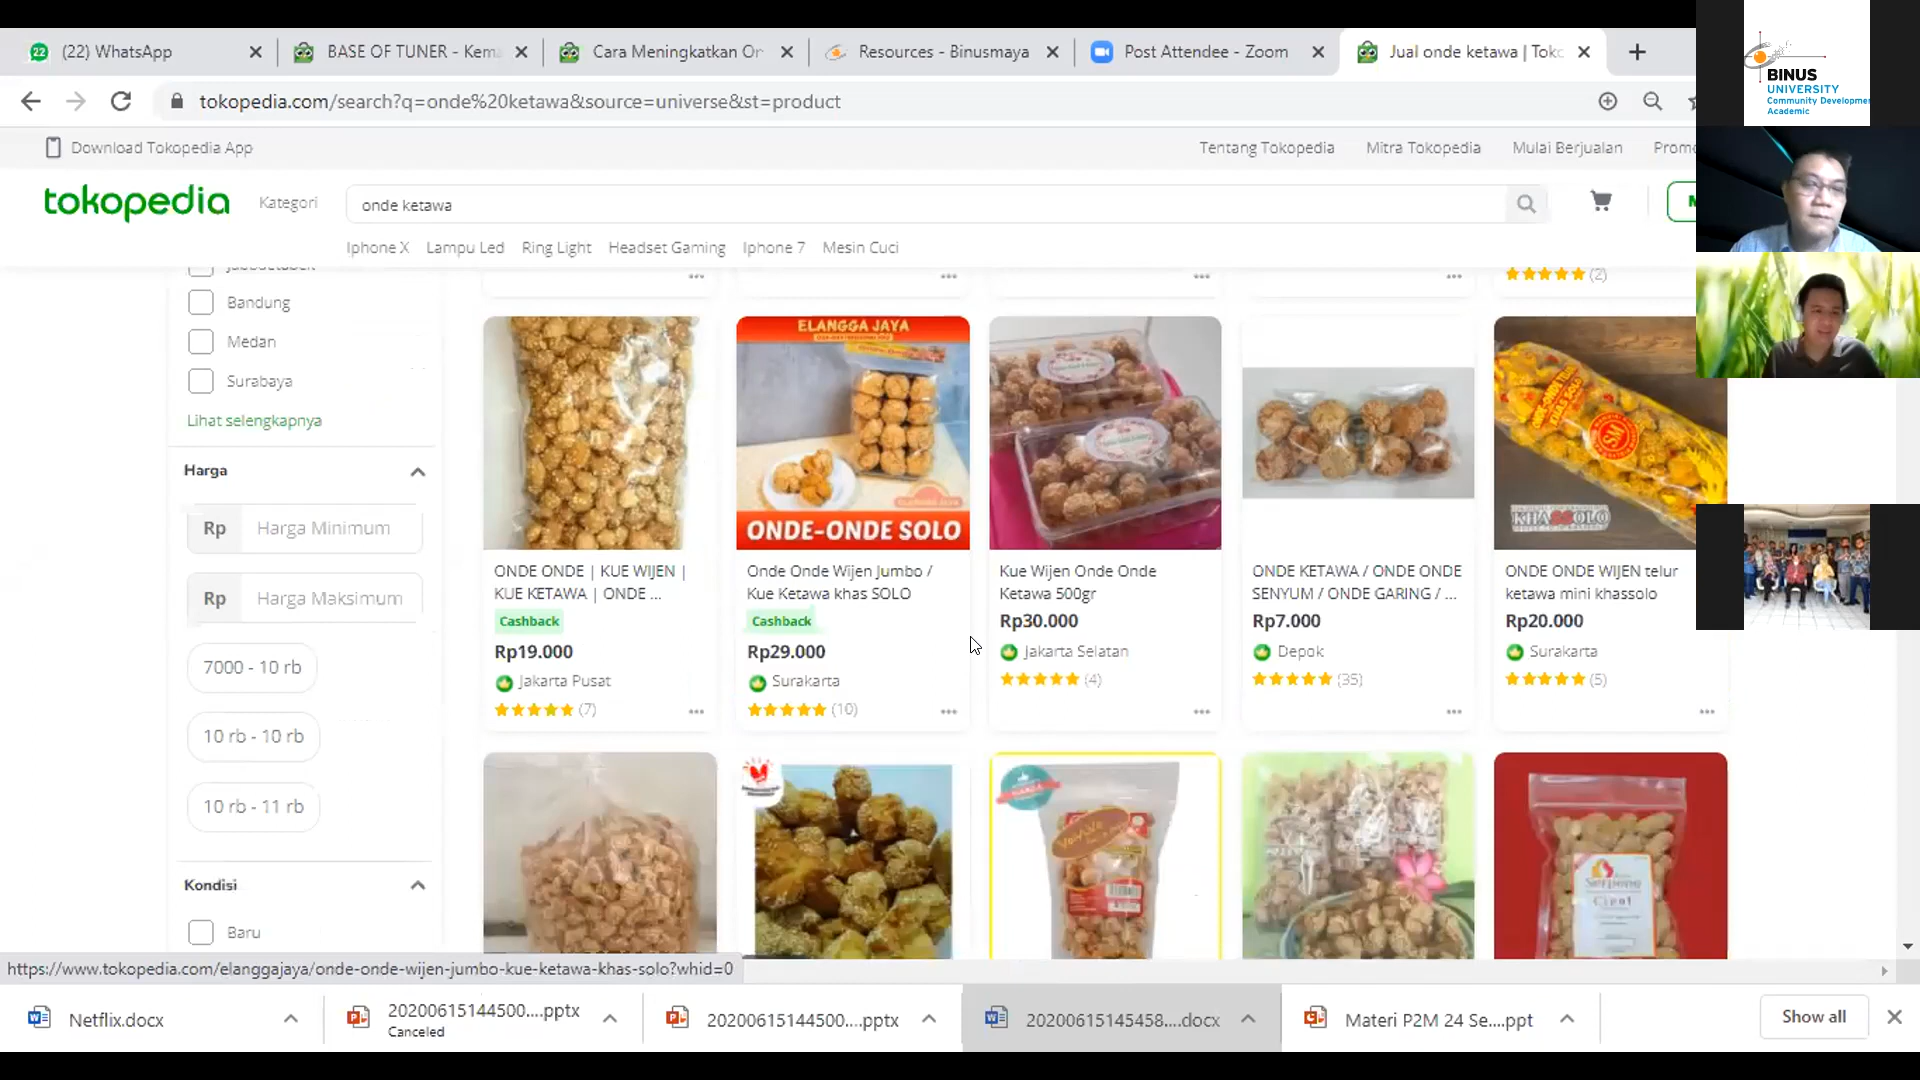 (22) WhatsApp
BASE OF TUNER - Kema
Cara Meningkatkan Or
Resources - Binusmaya
Post Attendee - Zoom
Jual onde ketawa | Toko
tokopedia.com/search?q=onde%20ketawa&source=universe&st=product
BINUS
UNIVERSITY
Community Developme
Academic
Download Tokopedia App
Tentang Tokopedia
Mitra Tokopedia
Mulai Berjualan
Promo
tokopedia
Kategori
onde ketawa
Iphone X
Lampu Led
Ring Light
Headset Gaming
Iphone 7
Mesin Cuci
(2)
Jabodetabek
Bandung
Medan
Surabaya
Lihat selengkapnya
Harga
Rp
Harga Minimum
Rp
Harga Maksimum
7000 - 10 rb
10 rb - 10 rb
10 rb - 11 rb
Kondisi
Baru
ONDE ONDE | KUE WIJEN |
KUE KETAWA | ONDE ...
Cashback
Rp19.000
Jakarta Pusat
(7)
ELANGGA JAYA
ONDE-ONDE SOLO
Onde Onde Wijen Jumbo /
Kue Ketawa khas SOLO
Cashback
Rp29.000
Surakarta
(10)
Kue Wijen Onde Onde
Ketawa 500gr
Rp30.000
Jakarta Selatan
(4)
ONDE KETAWA / ONDE ONDE
SENYUM / ONDE GARING / ...
Rp7.000
Depok
(35)
SM
KHASSOLO
ONDE ONDE WIJEN telur
ketawa mini khassolo
Rp20.000
Surakarta
(5)
https://www.tokopedia.com/elanggajaya/onde-onde-wijen-jumbo-kue-ketawa-khas-solo?whid=0
Netflix.docx
20200615144500....pptx
Canceled
20200615144500....pptx
20200615145458....docx
Materi P2M 24 Se....ppt
Show all